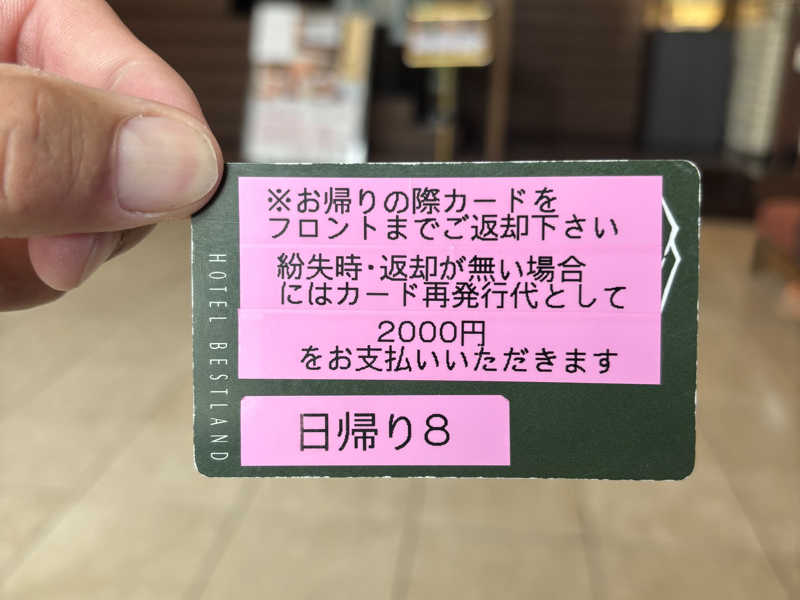 ※お帰りの際カードを
フロントまでご返却下さい
紛失時・返却が無い場合
にはカード再発行代として
2000円
をお支払いいただきます
日帰り8
HOTEL BESTLAND